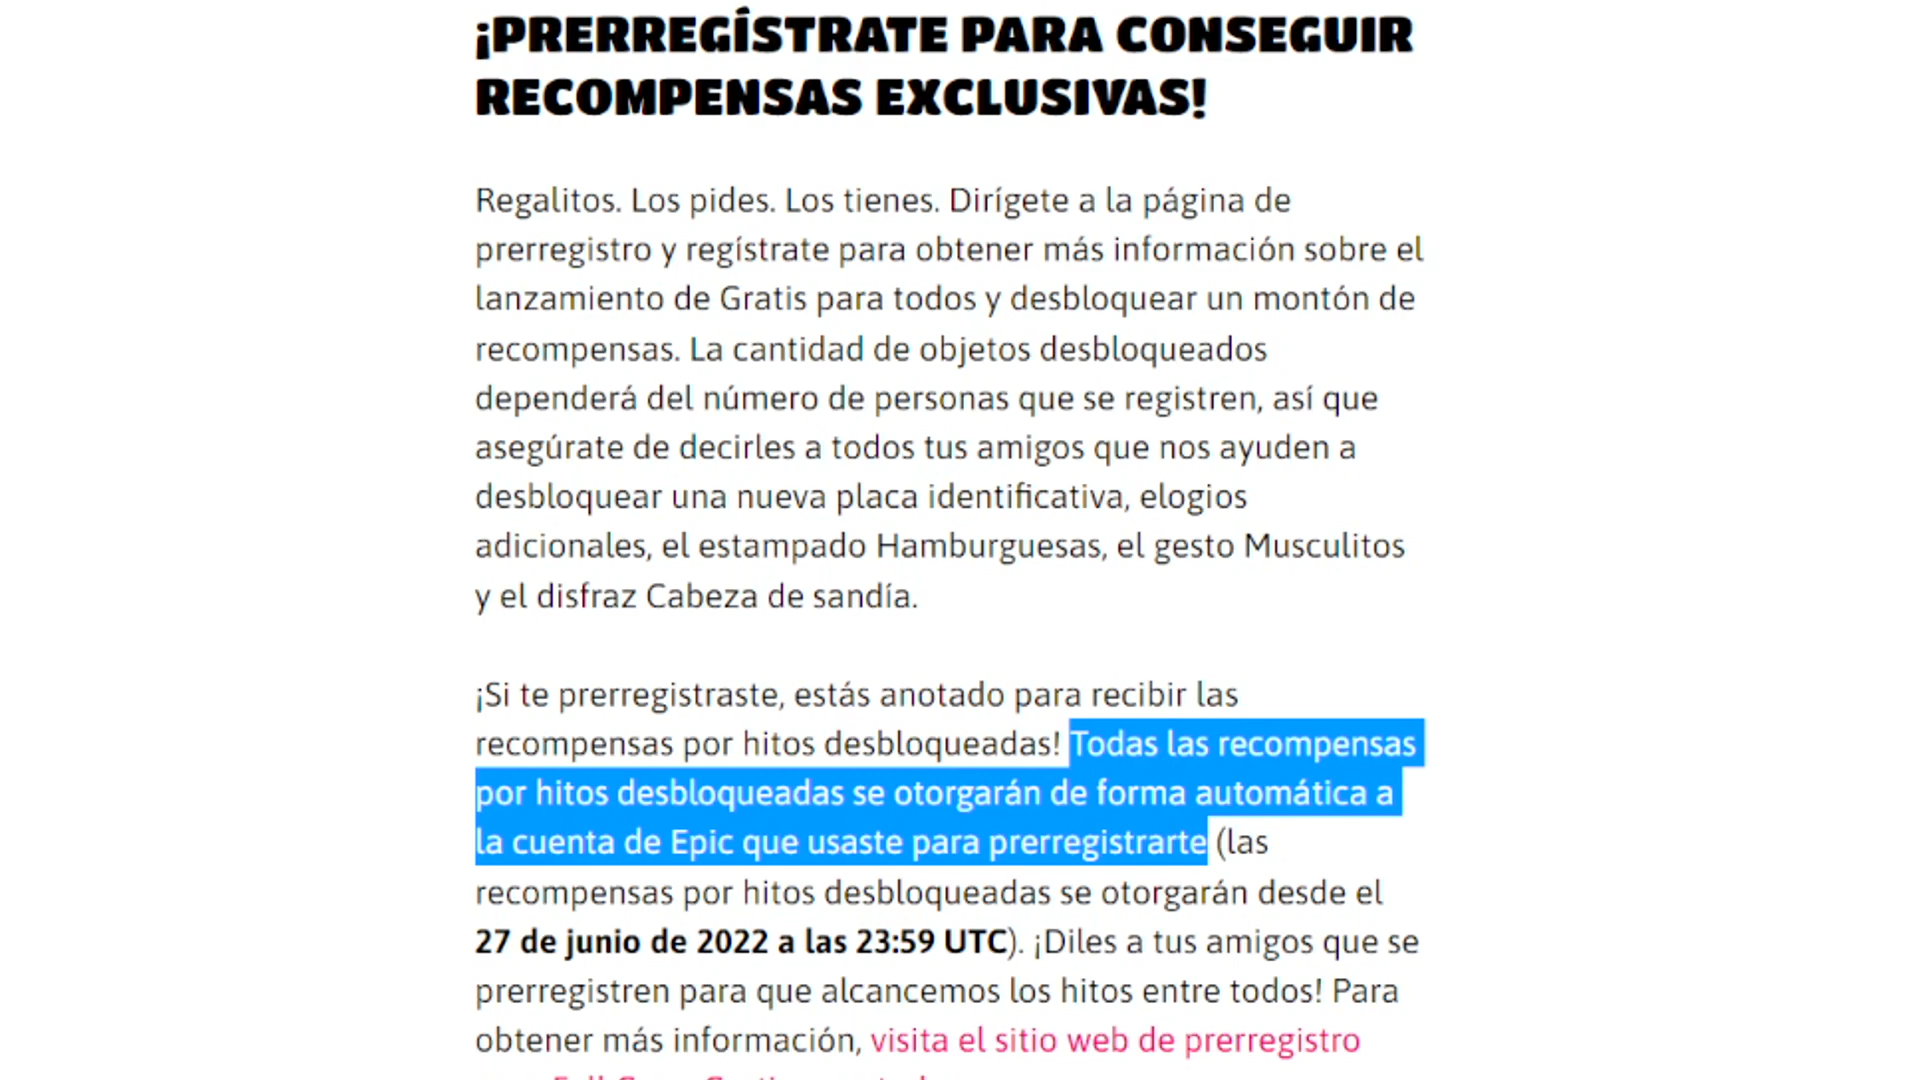 ¡PRERREGÍSTRATE PARA CONSEGUIR
RECOMPENSAS EXCLUSIVAS!
Regalitos. Los pides. Los tienes. Dirígete a la página de
prerregistro y regístrate para obtener más información sobre el
lanzamiento de Gratis para todos y desbloquear un montón de
recompensas. La cantidad de objetos desbloqueados
dependerá del número de personas que se registren, así que
asegúrate de decirles a todos tus amigos que nos ayuden a
desbloquear una nueva placa identificativa, elogios
adicionales, el estampado Hamburguesas, el gesto Musculitos
y el disfraz Cabeza de sandía.
¡Si te prerregistraste, estás anotado para recibir las
recompensas por hitos desbloqueadas! Todas las recompensas
por hitos desbloqueadas se otorgarán de forma automática a
la cuenta de Epic que usaste para prerregistrarte (las
recompensas por hitos desbloqueadas se otorgarán desde el
27 de junio de 2022 a las 23:59 UTC). ¡Diles a tus amigos que se
prerregistren para que alcancemos los hitos entre todos! Para
obtener más información, visita el sitio web de prerregistro